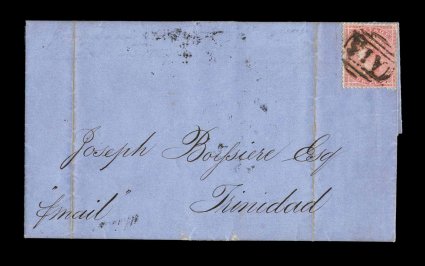 Joseph Boissiere Esq
"p mail"
Trinidad